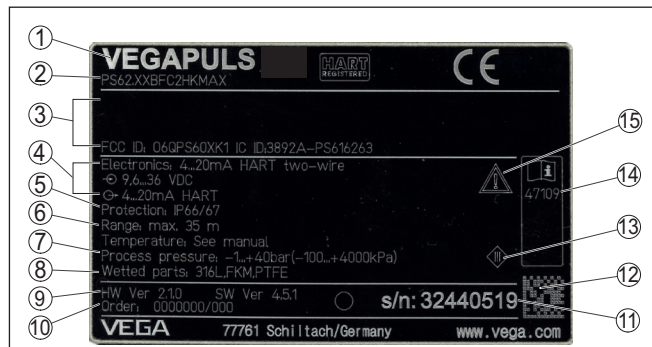 VEGAPULS
HART
REGISTERED
CE
PS62.XXBFC2HKMAX
FCC ID: 06QPS60XK1 IC ID:3892A-PS616263
Electronics: 4...20mA HART two-wire
9,6...36 VDC
4...20mA HART
Protection: IP66/67
Range: max. 35 m
Temperature: See manual
Process pressure: -1...+40bar(-100...+4000kPa)
Wetted parts: 316L,FKM,PTFE
HW Ver 2.1.0 SW Ver 4.5.1
Order: 0000000/000
s/n: 32440519
VEGA 77761 Schiltach/Germany www.vega.com
i
47109
1
2
3
4
5
6
7
8
9
10
15
14
13
12
11